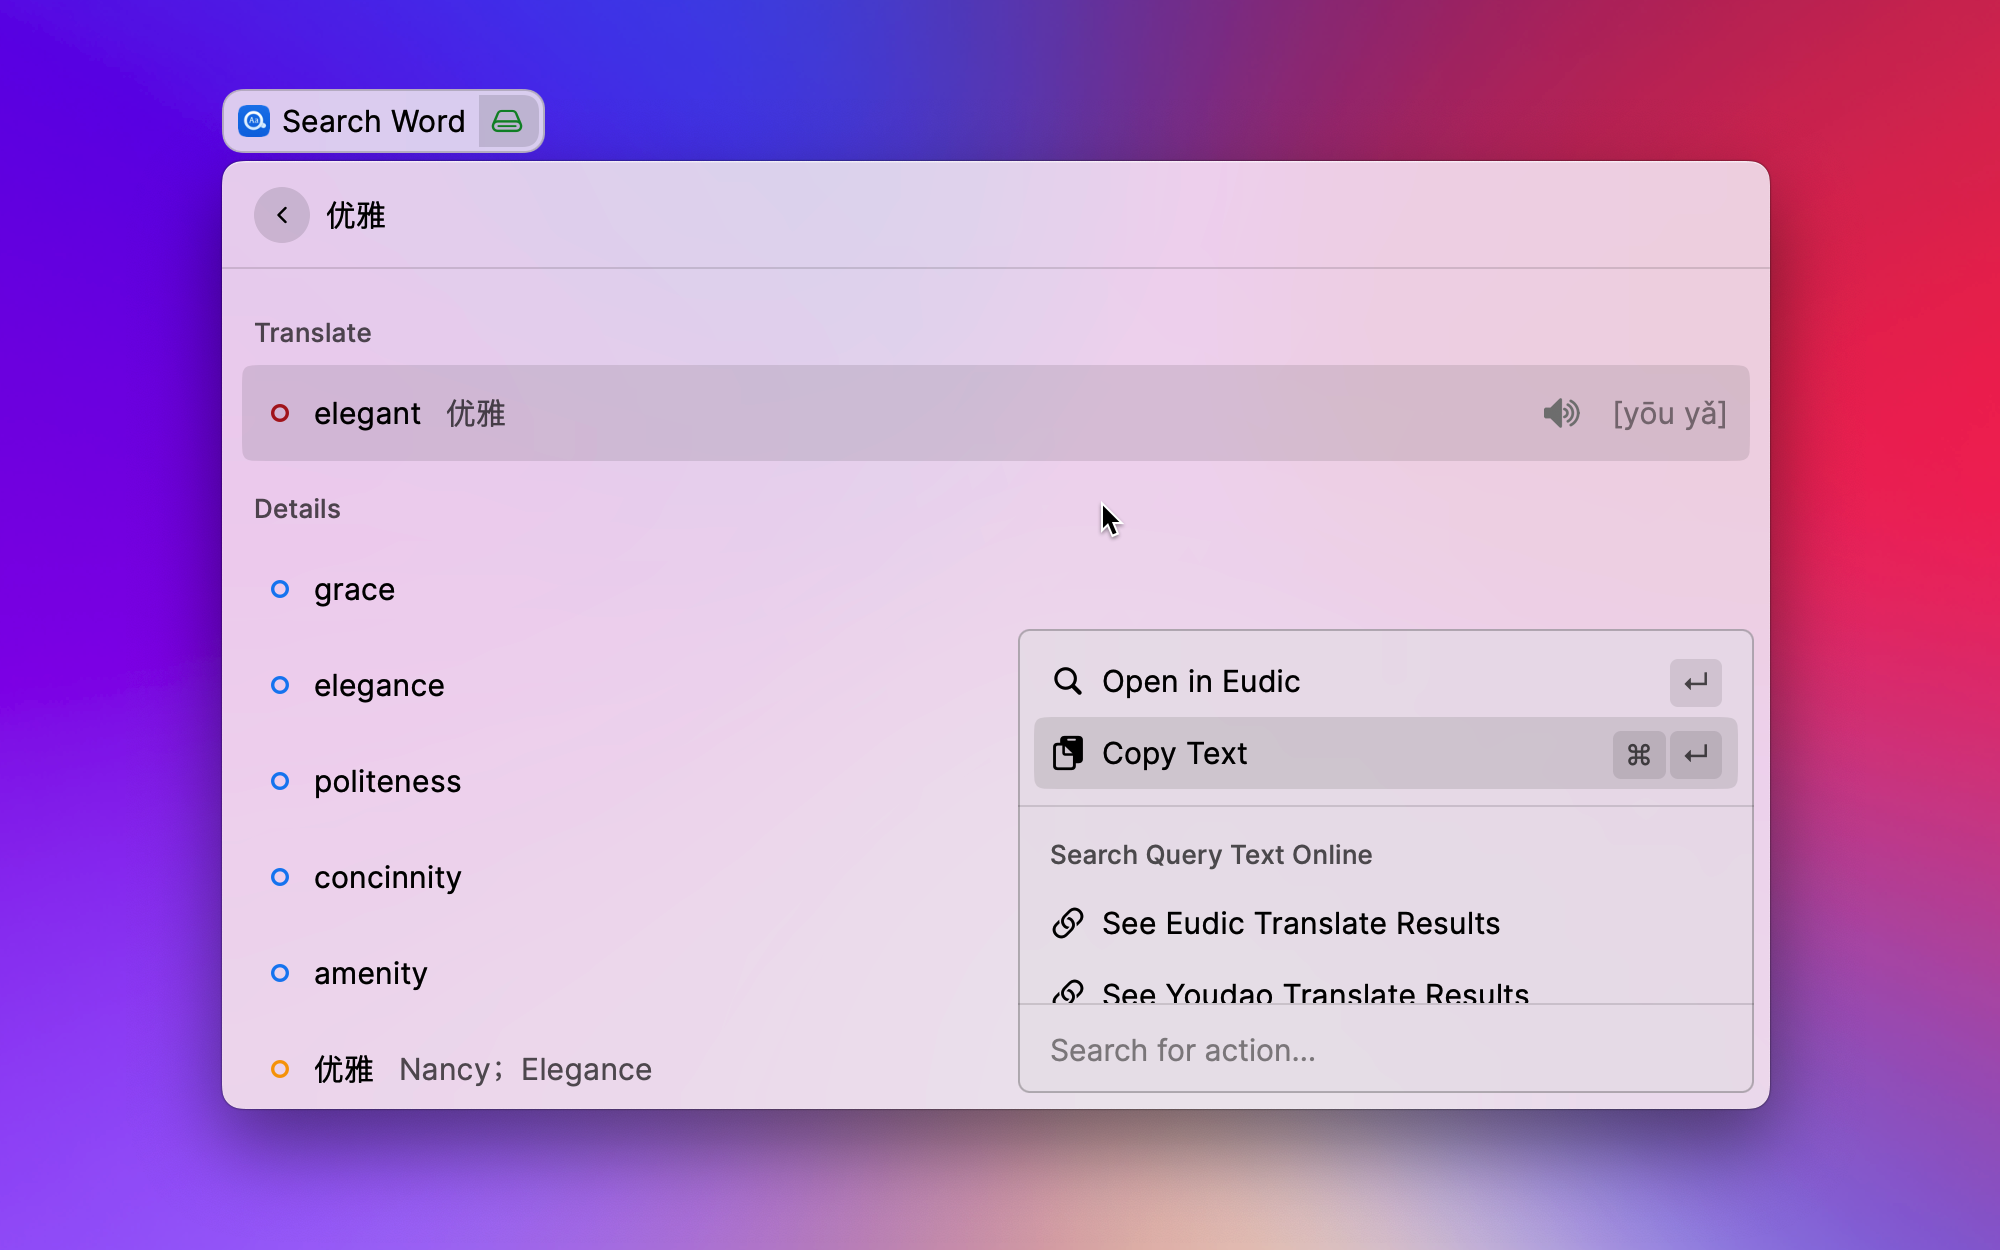 Search Word
优雅
Translate
elegant 优雅 [yōu yǎ]
Details
grace
elegance
politeness
concinnity
amenity
优雅 Nancy；Elegance
Open in Eudic
Copy Text ⌘
Search Query Text Online
See Eudic Translate Results
See Youdao Translate Results
Search for action...